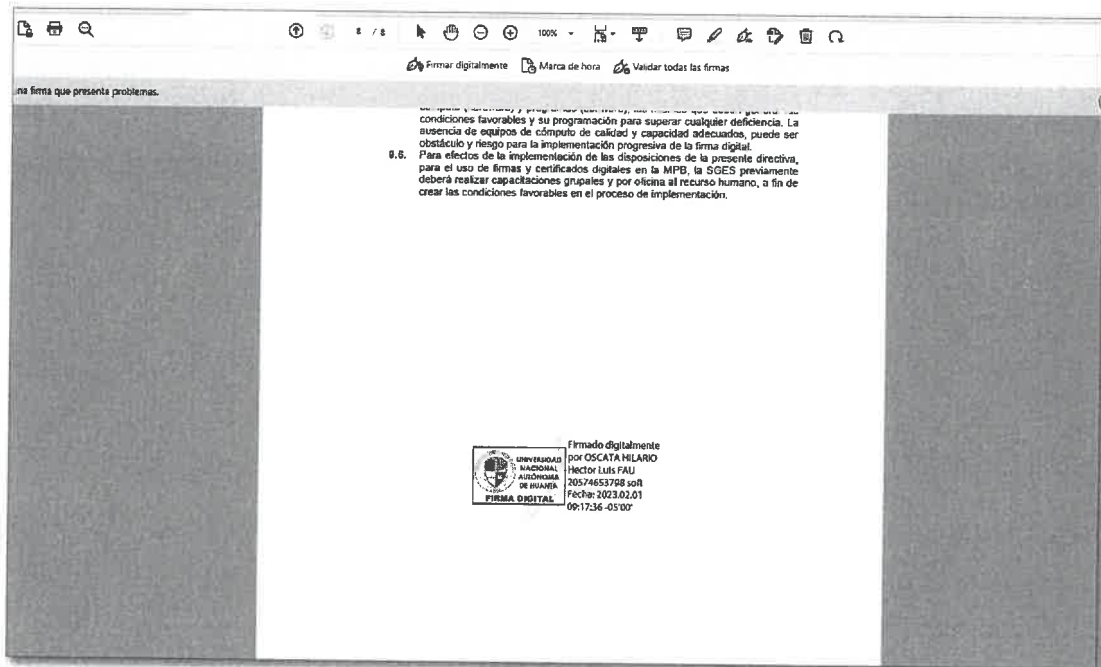 8 / 8
100%
Firmar digitalmente
Marca de hora
Validar todas las firmas
na firma que presenta problemas.
condiciones favorables y su programación para superar cualquier deficiencia. La
ausencia de equipos de cómputo de calidad y capacidad adecuados, puede ser
obstáculo y riesgo para la implementación progresiva de la firma digital.
9.6. Para efectos de la implementación de las disposiciones de la presente directiva,
para el uso de firmas y certificados digitales en la MPB, la SGES previamente
deberá realizar capacitaciones grupales y por oficina al recurso humano, a fin de
crear las condiciones favorables en el proceso de implementación.
UNIVERSIDAD
NACIONAL
AUTÓNOMA
DE HUANTA
FIRMA DIGITAL
Firmado digitalmente
por OSCATA HILARIO
Hector Luis FAU
20574653798 soft
Fecha: 2023.02.01
09:17:36 -05'00'